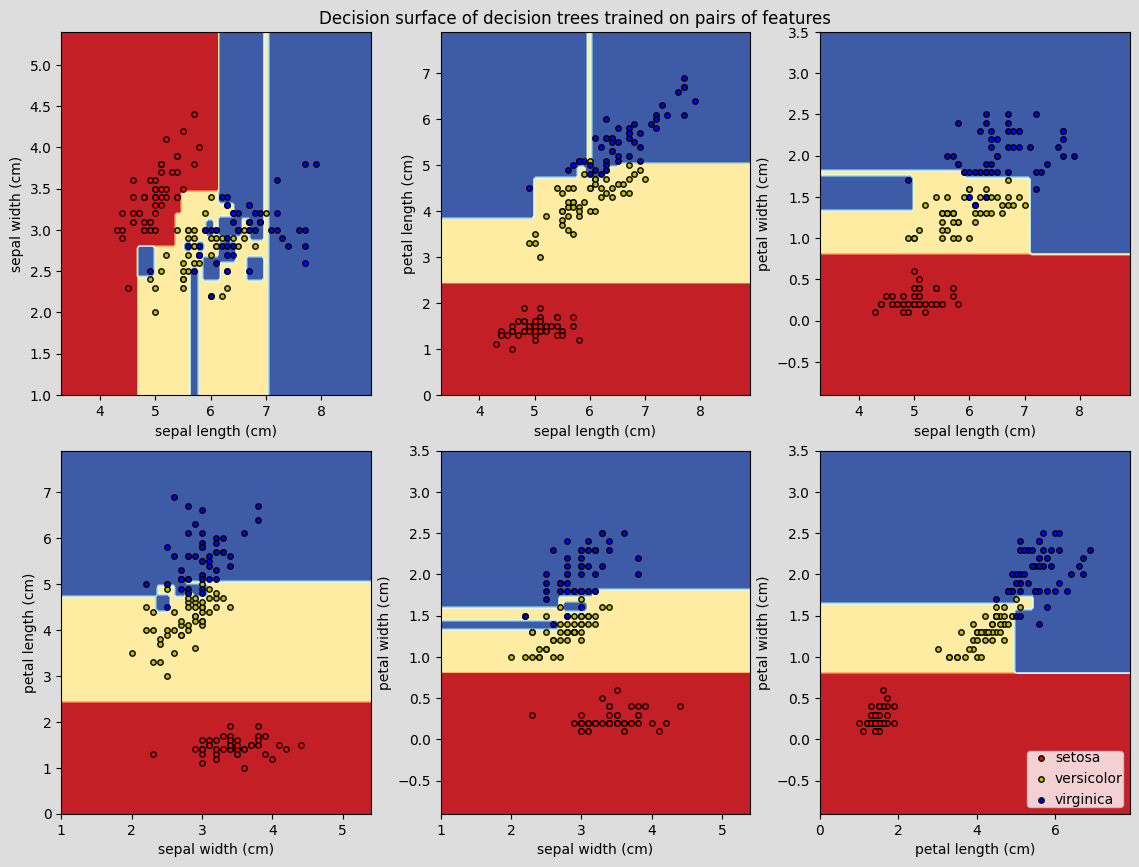 Decision surface of decision trees trained on pairs of features
5.0
4.5
4.0
3.5
3.0
2.5
2.0
1.5
1.0
sepal width (cm)
4 5 6 7 8
sepal length (cm)
7
6
5
4
3
2
1
0
petal length (cm)
4 5 6 7 8
sepal length (cm)
3.5
3.0
2.5
2.0
1.5
1.0
0.5
0.0
−0.5
petal width (cm)
4 5 6 7 8
sepal length (cm)
7
6
5
4
3
2
1
0
petal length (cm)
1 2 3 4 5
sepal width (cm)
3.5
3.0
2.5
2.0
1.5
1.0
0.5
0.0
−0.5
petal width (cm)
1 2 3 4 5
sepal width (cm)
3.5
3.0
2.5
2.0
1.5
1.0
0.5
0.0
−0.5
petal width (cm)
0 2 4 6
petal length (cm)
setosa
versicolor
virginica